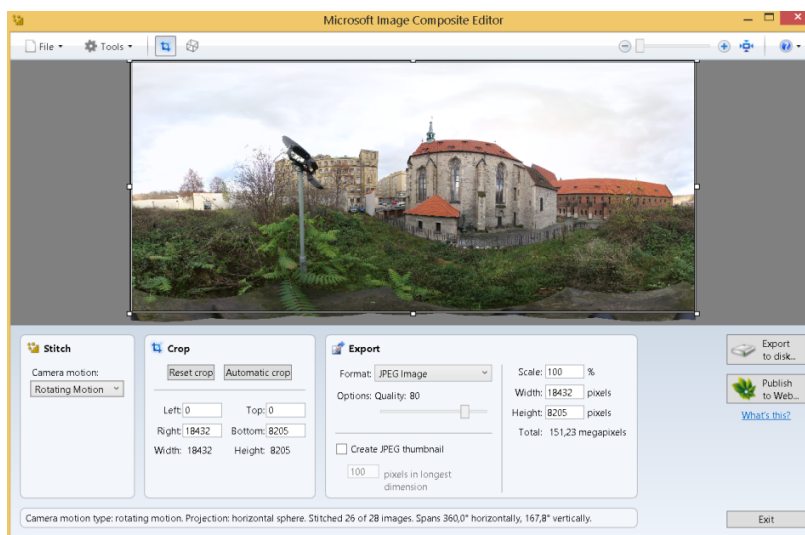 Microsoft Image Composite Editor
File
Tools
Stitch
Camera motion:
Rotating Motion
Crop
Reset crop
Automatic crop
Left: 0
Top: 0
Right: 18432
Bottom: 8205
Width: 18432
Height: 8205
Export
Format: JPEG Image
Options: Quality: 80
Create JPEG thumbnail
100 pixels in longest
dimension
Scale: 100 %
Width: 18432 pixels
Height: 8205 pixels
Total: 151,23 megapixels
Export
to disk...
Publish
to Web...
What's this?
Camera motion type: rotating motion. Projection: horizontal sphere. Stitched 26 of 28 images. Spans 360,0° horizontally, 167,8° vertically.
Exit